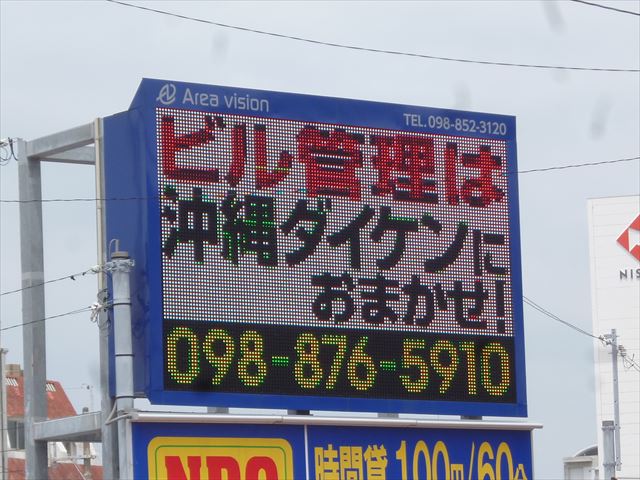 Area vision
TEL.098-852-3120
ビル管理は
沖縄ダイケンに
おまかせ!
098-876-5910
時間貸 100円/60分
NIS